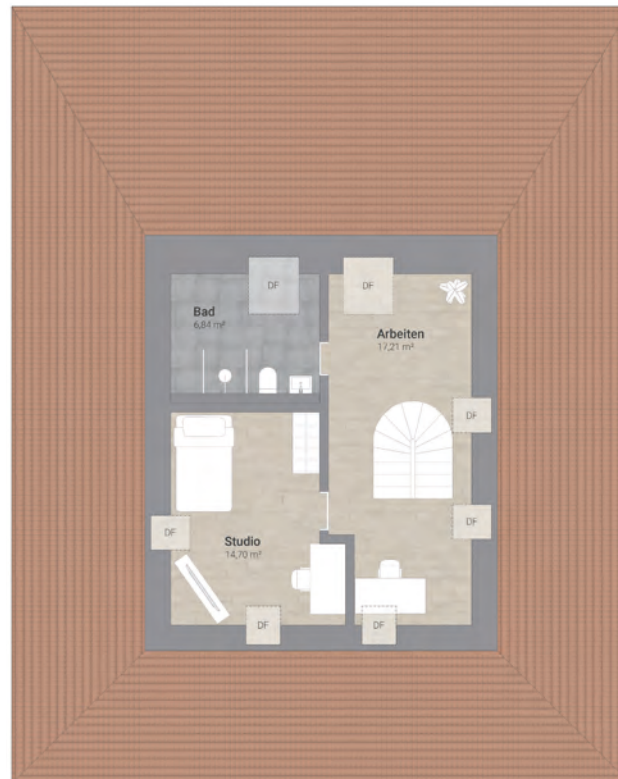 DF
DF
Bad
6,84 m²
Arbeiten
17,21 m²
DF
DF
DF
Studio
14,70 m²
DF
DF